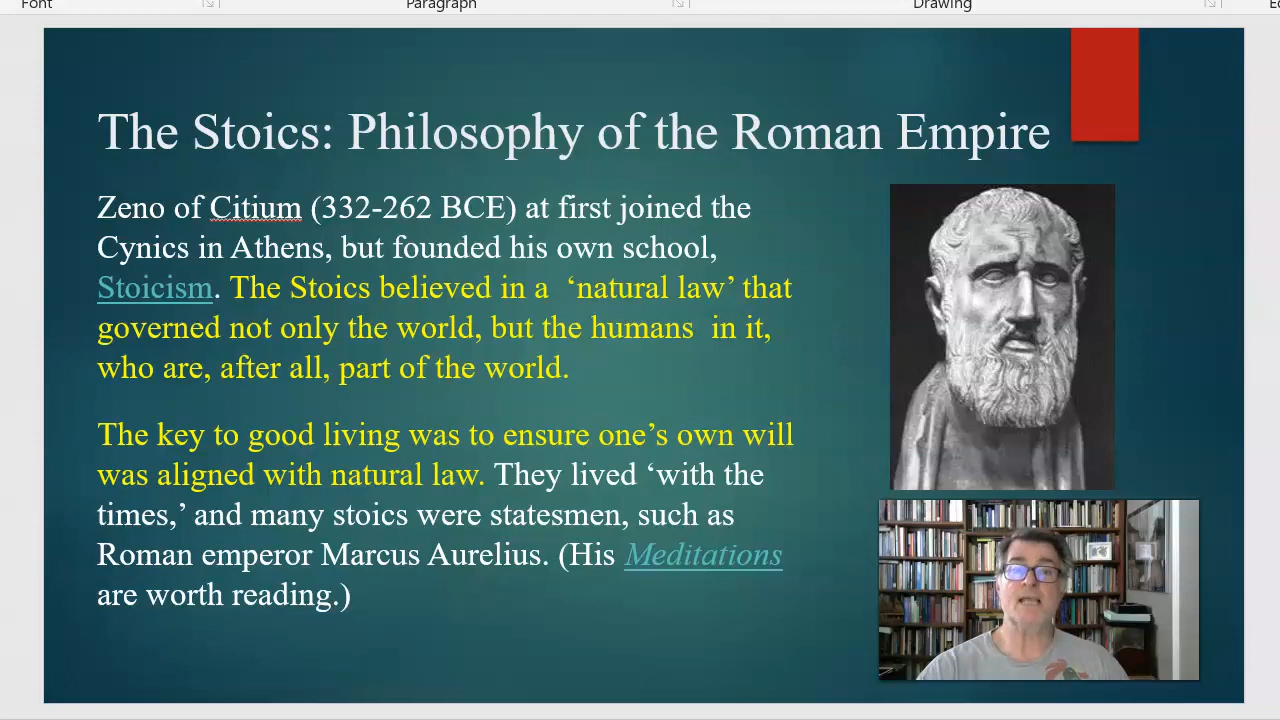 Font Paragraph Drawing
The Stoics: Philosophy of the Roman Empire
Zeno of Citium (332-262 BCE) at first joined the
Cynics in Athens, but founded his own school,
Stoicism. The Stoics believed in a ‘natural law’ that
governed not only the world, but the humans in it,
who are, after all, part of the world.
The key to good living was to ensure one’s own will
was aligned with natural law. They lived ‘with the
times,’ and many stoics were statesmen, such as
Roman emperor Marcus Aurelius. (His Meditations
are worth reading.)